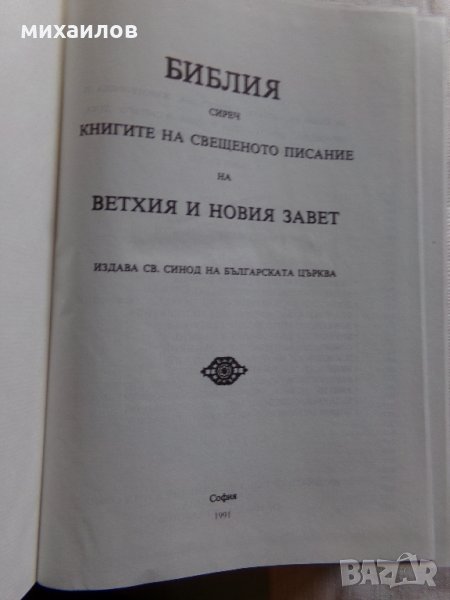 михаилов
БИБЛИЯ
СИРЕЧ
КНИГИТЕ НА СВЕЩЕНОТО ПИСАНИЕ
НА
ВЕТХИЯ И НОВИЯ ЗАВЕТ
ИЗДАВА СВ. СИНОД НА БЪЛГАРСКАТА ЦЪРКВА
София
1991
BAZAR